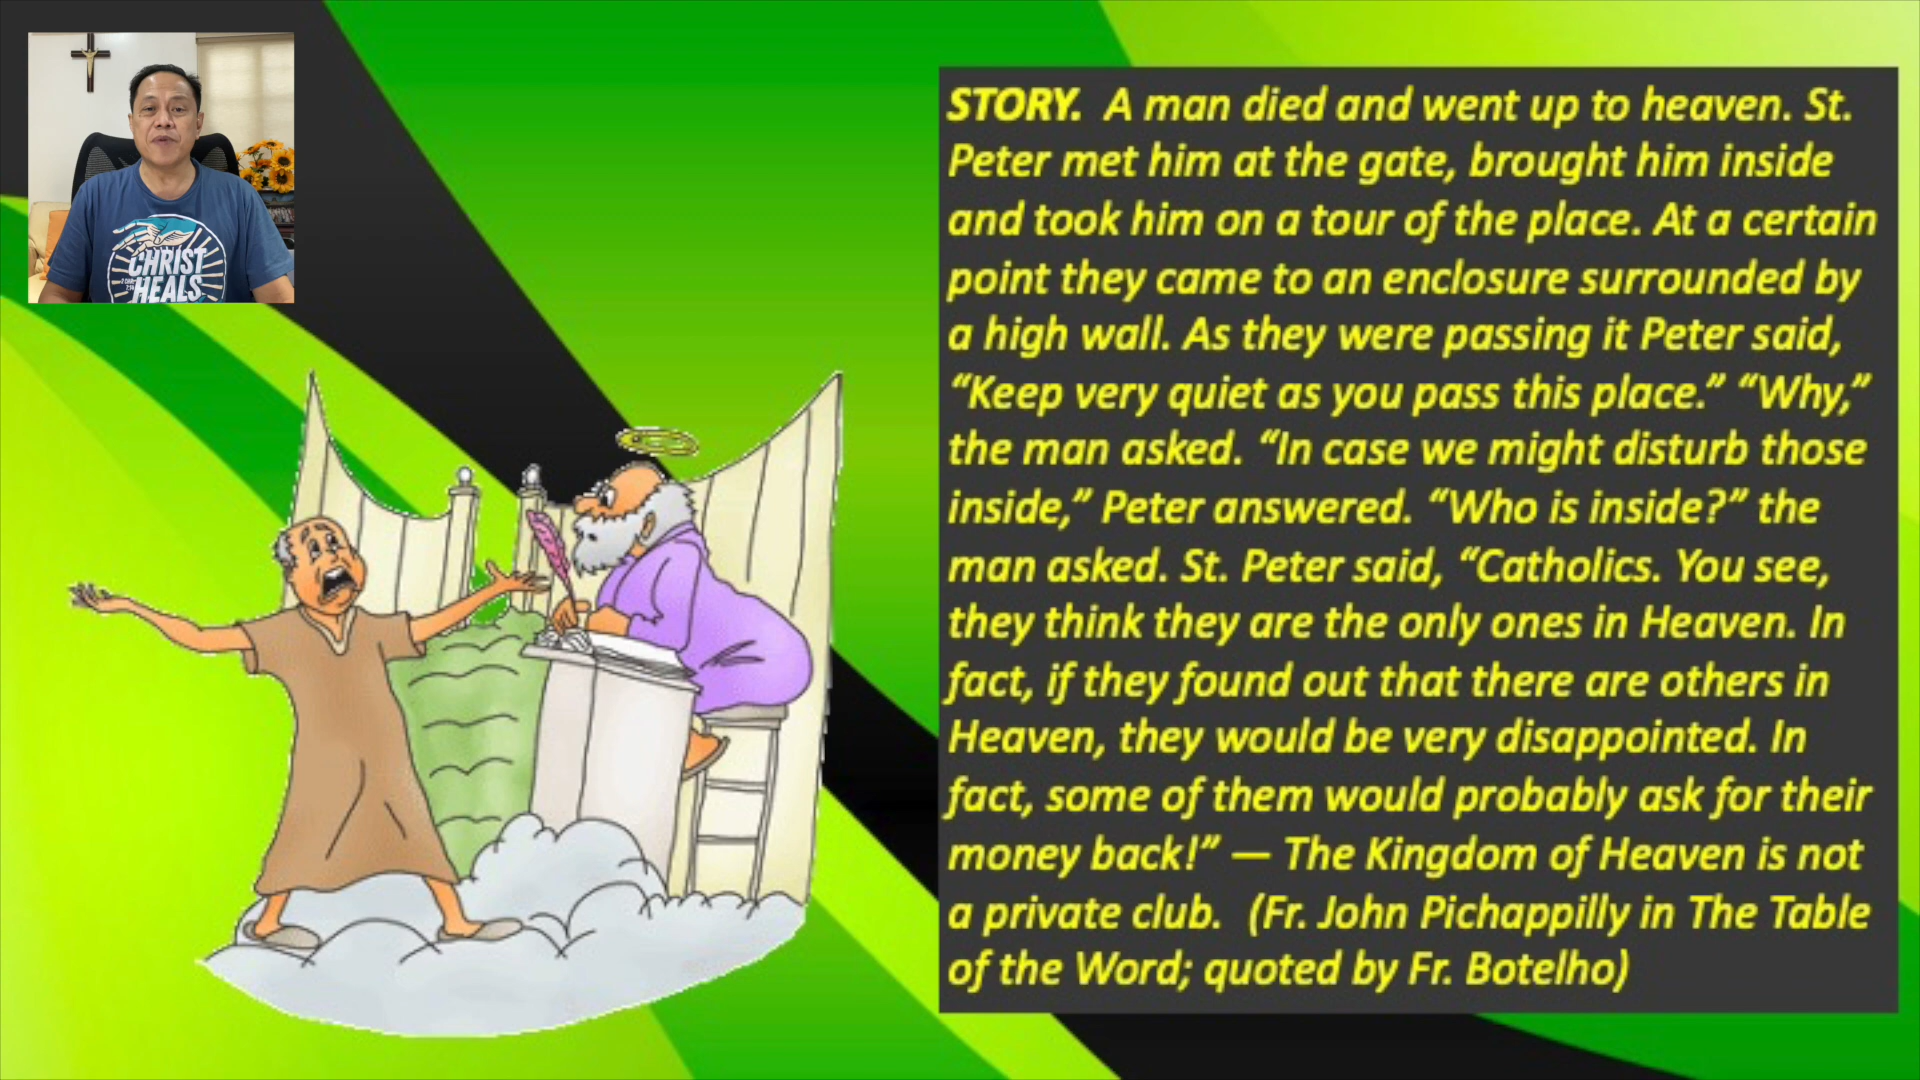 CHRIST
HEALS
STORY. A man died and went up to heaven. St.
Peter met him at the gate, brought him inside
and took him on a tour of the place. At a certain
point they came to an enclosure surrounded by
a high wall. As they were passing it Peter said,
“Keep very quiet as you pass this place.” “Why,”
the man asked. “In case we might disturb those
inside,” Peter answered. “Who is inside?” the
man asked. St. Peter said, “Catholics. You see,
they think they are the only ones in Heaven. In
fact, if they found out that there are others in
Heaven, they would be very disappointed. In
fact, some of them would probably ask for their
money back!” — The Kingdom of Heaven is not
a private club. (Fr. John Pichappilly in The Table
of the Word; quoted by Fr. Botelho)